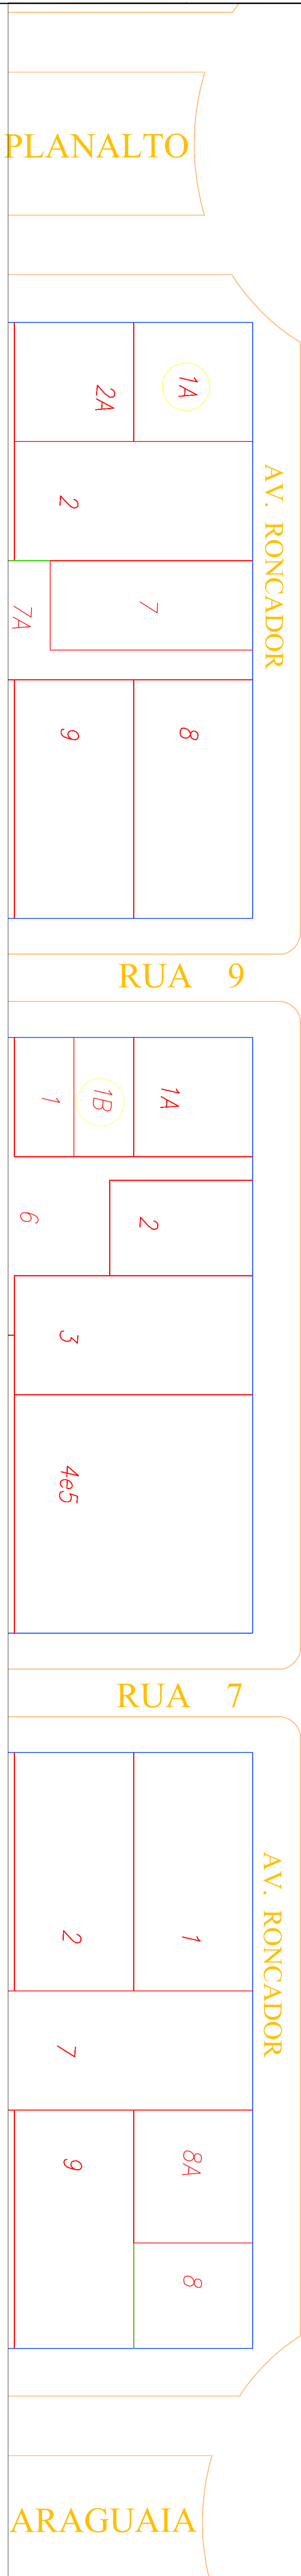 PLANALTO
1A
2A
2
7
7A
8
9
AV. RONCADOR
RUA 9
1A
1B
1
2
6
3
4e5
RUA 7
AV. RONCADOR
1
2
7
8A
9
8
ARAGUAIA